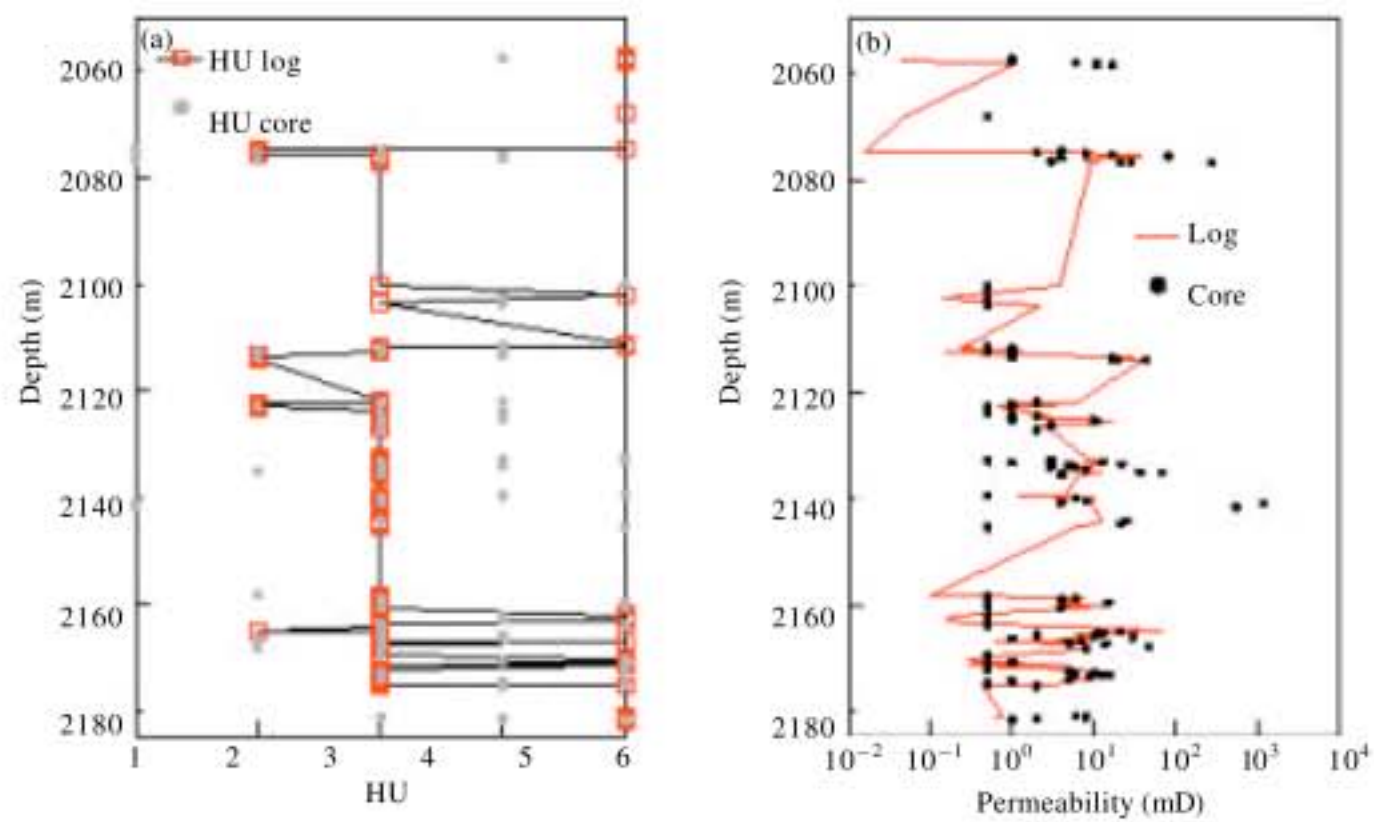 (a)
HU log
HU core
2060
2080
2100
2120
2140
2160
2180
Depth (m)
1 2 3 4 5 6
HU
(b)
Log
Core
2060
2080
2100
2120
2140
2160
2180
Depth (m)
10⁻² 10⁻¹ 10⁰ 10¹ 10² 10³ 10⁴
Permeability (mD)